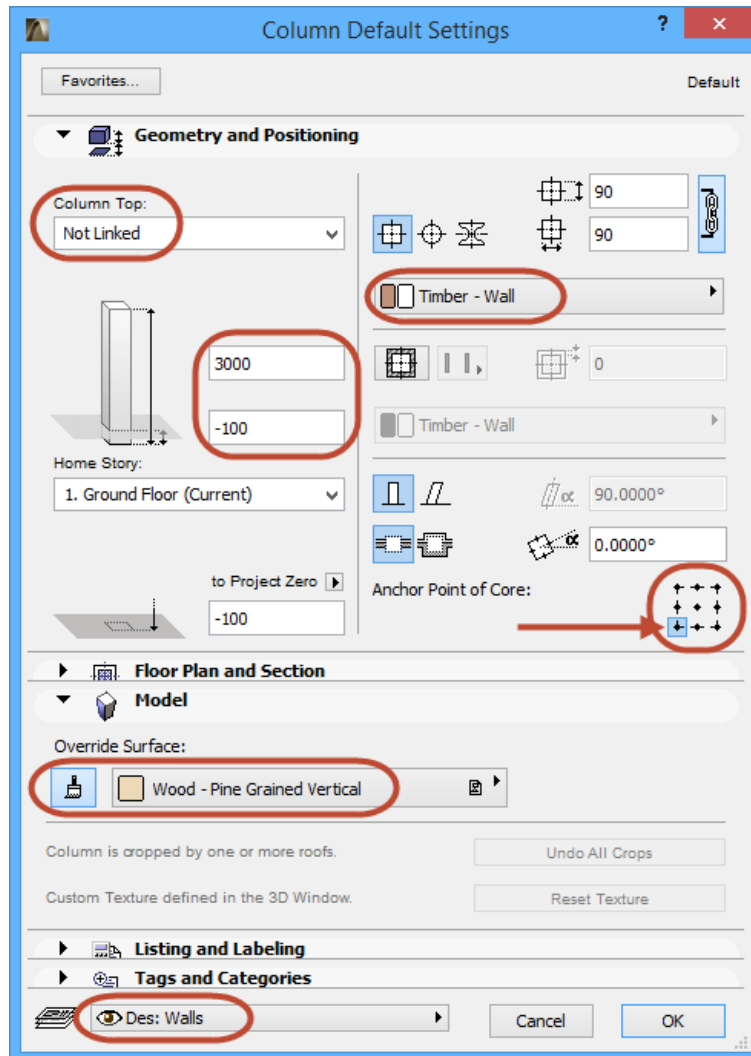 Column Default Settings
?
Favorites...
Default
Geometry and Positioning
Column Top:
Not Linked
3000
-100
Home Story:
1. Ground Floor (Current)
to Project Zero
-100
90
90
Timber - Wall
0
Timber - Wall
α
90.0000°
α
0.0000°
Anchor Point of Core:
Floor Plan and Section
Model
Override Surface:
Wood - Pine Grained Vertical
Column is cropped by one or more roofs.
Undo All Crops
Custom Texture defined in the 3D Window.
Reset Texture
Listing and Labeling
Tags and Categories
Des: Walls
Cancel
OK